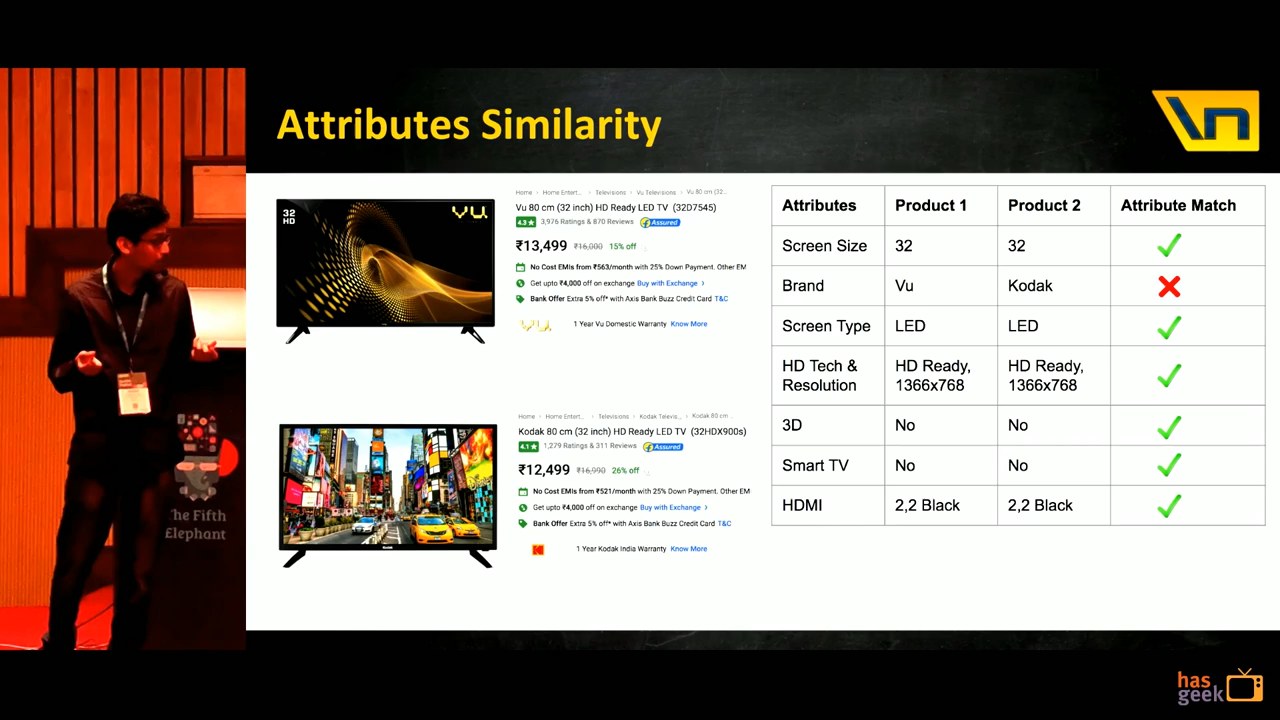 Attributes Similarity
32
HD
VU
Home › Home Entert... › Televisions › Vu Televisions › Vu 80 cm (32...
Vu 80 cm (32 inch) HD Ready LED TV (32D7545)
4.3★ 3,976 Ratings & 870 Reviews Assured
₹13,499 ₹16,000 15% off
No Cost EMIs from ₹563/month with 25% Down Payment. Other EM
Get upto ₹4,000 off on exchange Buy with Exchange ›
Bank Offer Extra 5% off* with Axis Bank Buzz Credit Card T&C
VU. 1 Year Vu Domestic Warranty Know More
Home › Home Entert... › Televisions › Kodak Televis... › Kodak 80 cm ...
Kodak 80 cm (32 inch) HD Ready LED TV (32HDX900s)
4.1★ 1,279 Ratings & 311 Reviews Assured
₹12,499 ₹16,990 26% off
No Cost EMIs from ₹521/month with 25% Down Payment. Other EM
Get upto ₹4,000 off on exchange Buy with Exchange ›
Bank Offer Extra 5% off* with Axis Bank Buzz Credit Card T&C
1 Year Kodak India Warranty Know More
Attributes Product 1 Product 2 Attribute Match
Screen Size 32 32
Brand Vu Kodak
Screen Type LED LED
HD Tech & HD Ready, HD Ready,
Resolution 1366x768 1366x768
3D No No
Smart TV No No
HDMI 2,2 Black 2,2 Black
The Fifth
Elephant
has
geek